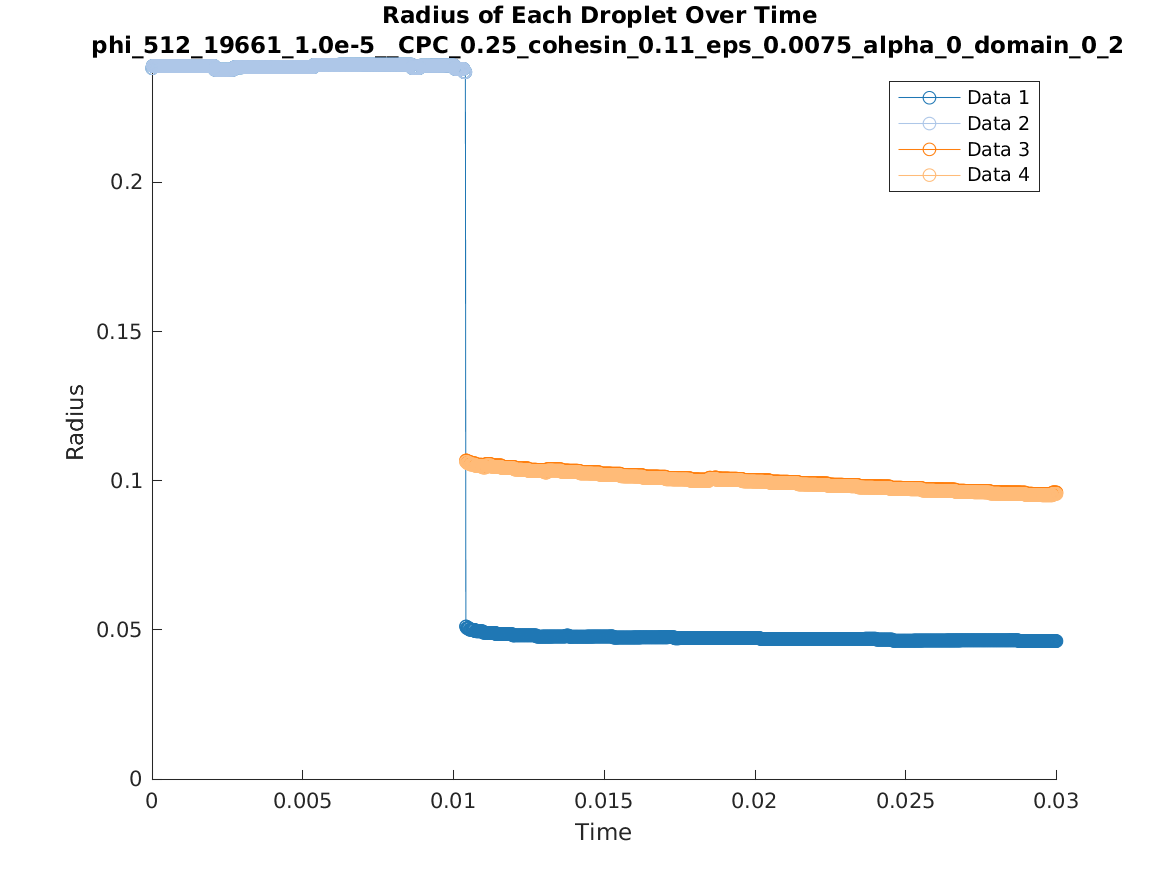 Radius of Each Droplet Over Time
phi_512_19661_1.0e-5__CPC_0.25_cohesin_0.11_eps_0.0075_alpha_0_domain_0_2
Data 1
Data 2
Data 3
Data 4
0.2
0.15
0.1
0.05
0
Radius
0
0.005
0.01
0.015
0.02
0.025
0.03
Time